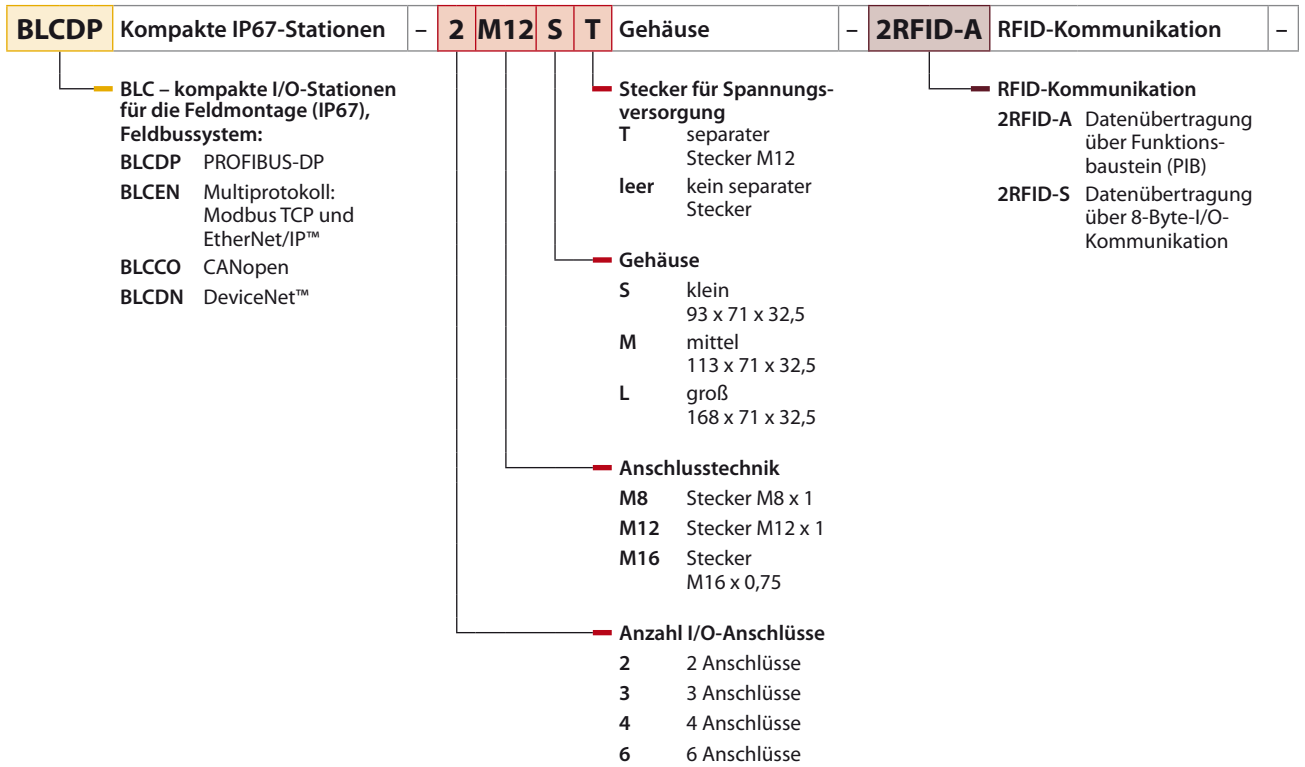 BLCDP Kompakte IP67-Stationen – 2 M12 S T Gehäuse – 2RFID-A RFID-Kommunikation –
BLC – kompakte I/O-Stationen
für die Feldmontage (IP67),
Feldbussystem:
BLCDP PROFIBUS-DP
BLCEN Multiprotokoll:
Modbus TCP und
EtherNet/IP™
BLCCO CANopen
BLCDN DeviceNet™
Stecker für Spannungs-
versorgung
T separater
Stecker M12
leer kein separater
Stecker
Gehäuse
S klein
93 x 71 x 32,5
M mittel
113 x 71 x 32,5
L groß
168 x 71 x 32,5
Anschlusstechnik
M8 Stecker M8 x 1
M12 Stecker M12 x 1
M16 Stecker
M16 x 0,75
Anzahl I/O-Anschlüsse
2 2 Anschlüsse
3 3 Anschlüsse
4 4 Anschlüsse
6 6 Anschlüsse
RFID-Kommunikation
2RFID-A Datenübertragung
über Funktions-
baustein (PIB)
2RFID-S Datenübertragung
über 8-Byte-I/O-
Kommunikation